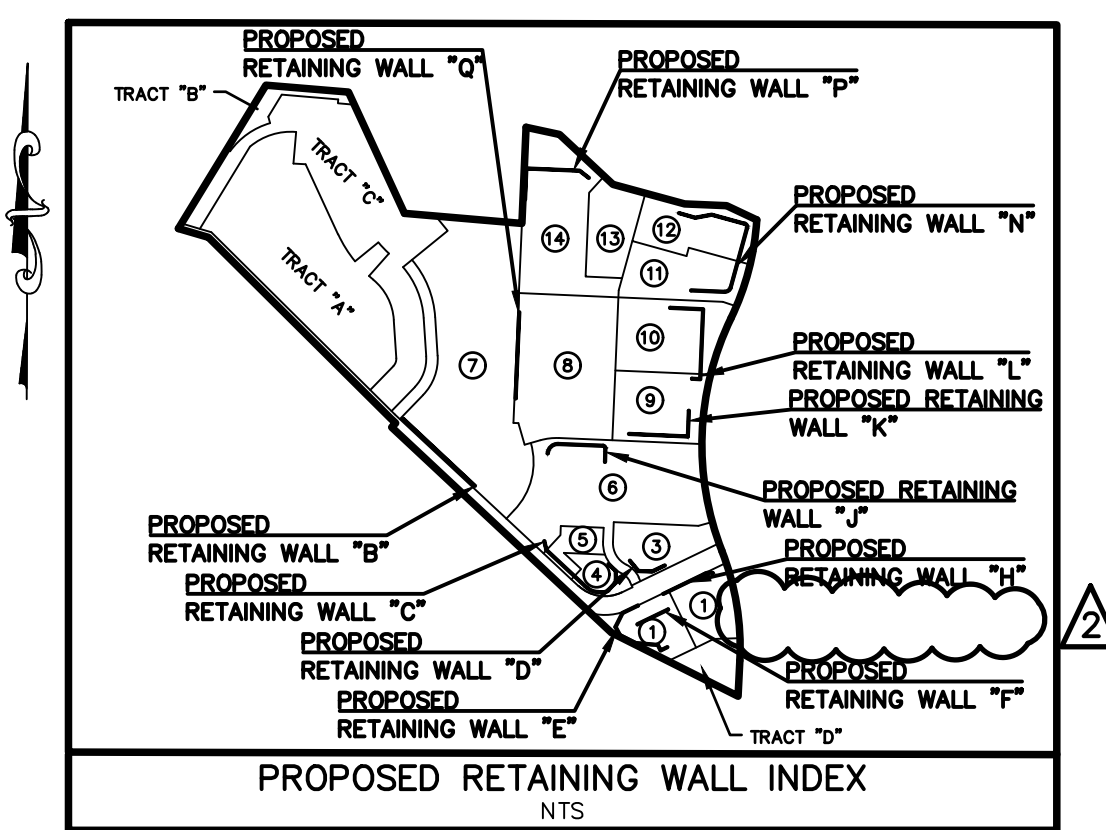 PROPOSED
RETAINING WALL "Q"
PROPOSED
RETAINING WALL "P"
TRACT "B"
TRACT "C"
PROPOSED
RETAINING WALL "N"
12
14
13
11
TRACT "A"
10
PROPOSED
RETAINING WALL "L"
7
8
9
PROPOSED RETAINING
WALL "K"
6
PROPOSED RETAINING
WALL "J"
PROPOSED
RETAINING WALL "B"
5
3
PROPOSED
RETAINING WALL "H"
4
PROPOSED
RETAINING WALL "C"
1
2
1
PROPOSED
RETAINING WALL "D"
PROPOSED
RETAINING WALL "F"
PROPOSED
RETAINING WALL "E"
TRACT "D"
PROPOSED RETAINING WALL INDEX
NTS